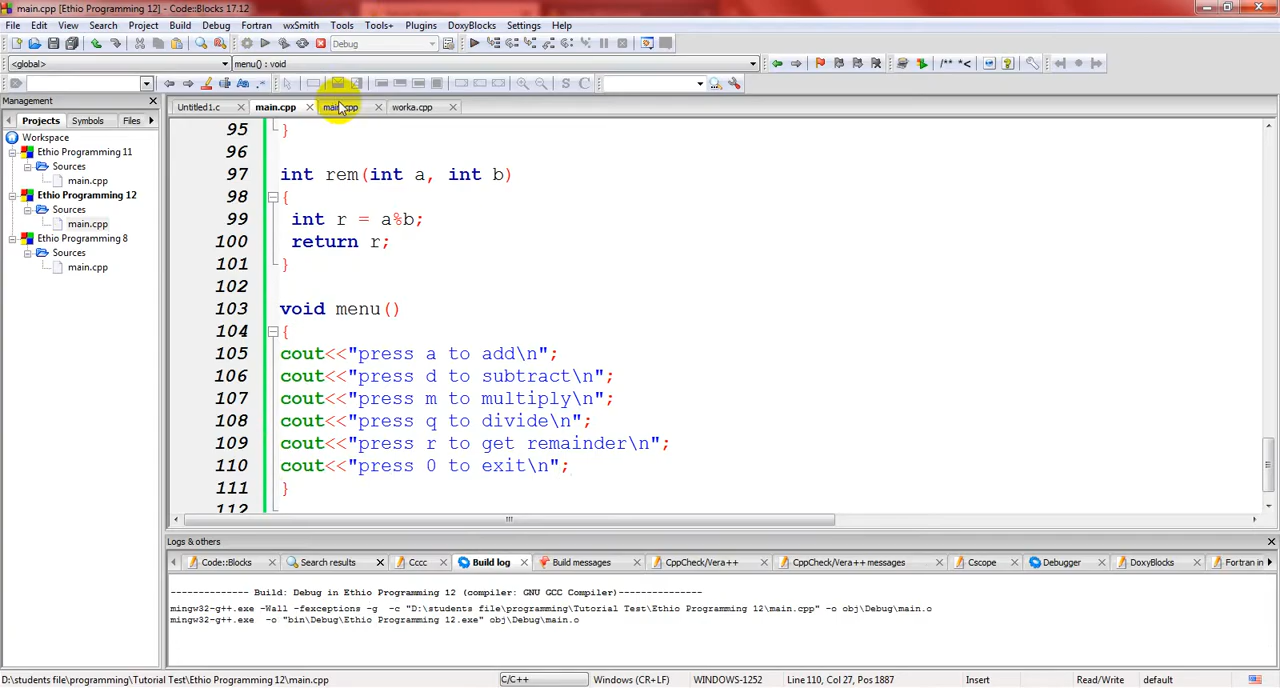 main.cpp [Ethio Programming 12] - Code::Blocks 17.12
File Edit View Search Project Build Debug Fortran wxSmith Tools Tools+ Plugins DoxyBlocks Settings Help
Debug
<global> menu() : void
/** *<
S C
Management
Projects Symbols Files
Untitled1.c main.cpp main.cpp worka.cpp
Workspace
Ethio Programming 11
Sources
main.cpp
Ethio Programming 12
Sources
main.cpp
Ethio Programming 8
Sources
main.cpp
95 }
96
97 int rem(int a, int b)
98 {
99 int r = a%b;
100 return r;
101 }
102
103 void menu()
104 {
105 cout<<"press a to add\n";
106 cout<<"press d to subtract\n";
107 cout<<"press m to multiply\n";
108 cout<<"press q to divide\n";
109 cout<<"press r to get remainder\n";
110 cout<<"press 0 to exit\n";
111 }
112
Logs & others
Code::Blocks Search results Ccc Build log Build messages CppCheck/Vera++ CppCheck/Vera++ messages Cscope Debugger DoxyBlocks Fortran in
-------------- Build: Debug in Ethio Programming 12 (compiler: GNU GCC Compiler)---------------
mingw32-g++.exe -Wall -fexceptions -g -c "D:\students file\programming\Tutorial Test\Ethio Programming 12\main.cpp" -o obj\Debug\main.o
mingw32-g++.exe -o "bin\Debug\Ethio Programming 12.exe" obj\Debug\main.o
D:\students file\programming\Tutorial Test\Ethio Programming 12\main.cpp C/C++ Windows (CR+LF) WINDOWS-1252 Line 110, Col 27, Pos 1887 Insert Read/Write default